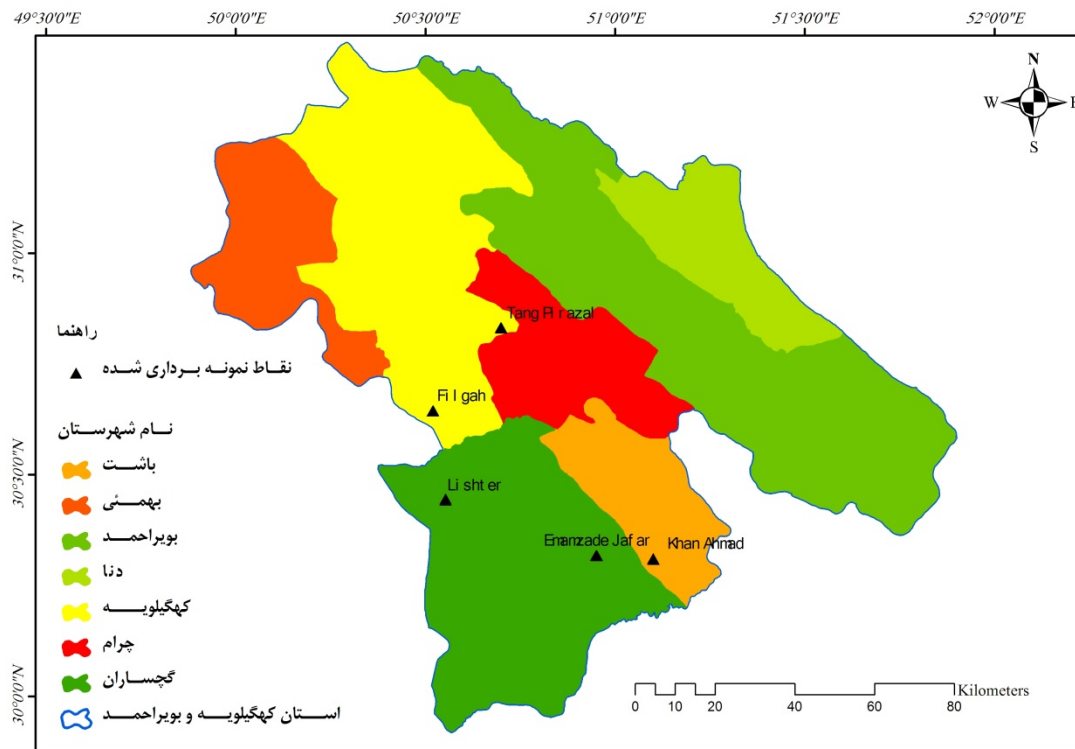 49°30'0"E 50°0'0"E 50°30'0"E 51°0'0"E 51°30'0"E 52°0'0"E
N
W E
S
31°0'0"N
30°30'0"N
30°0'0"N
Tang Pirazal
Filgah
Lishter
Emamzade Jafar
Khan Ahmad
راهنما
نقاط نمونه برداری شده
نام شهرستان
باشت
بهمئی
بویراحمد
دنا
کهگیلویه
چرام
گچساران
استان کهگیلویه و بویراحمد
Kilometers
0 5 10 20 40 60 80